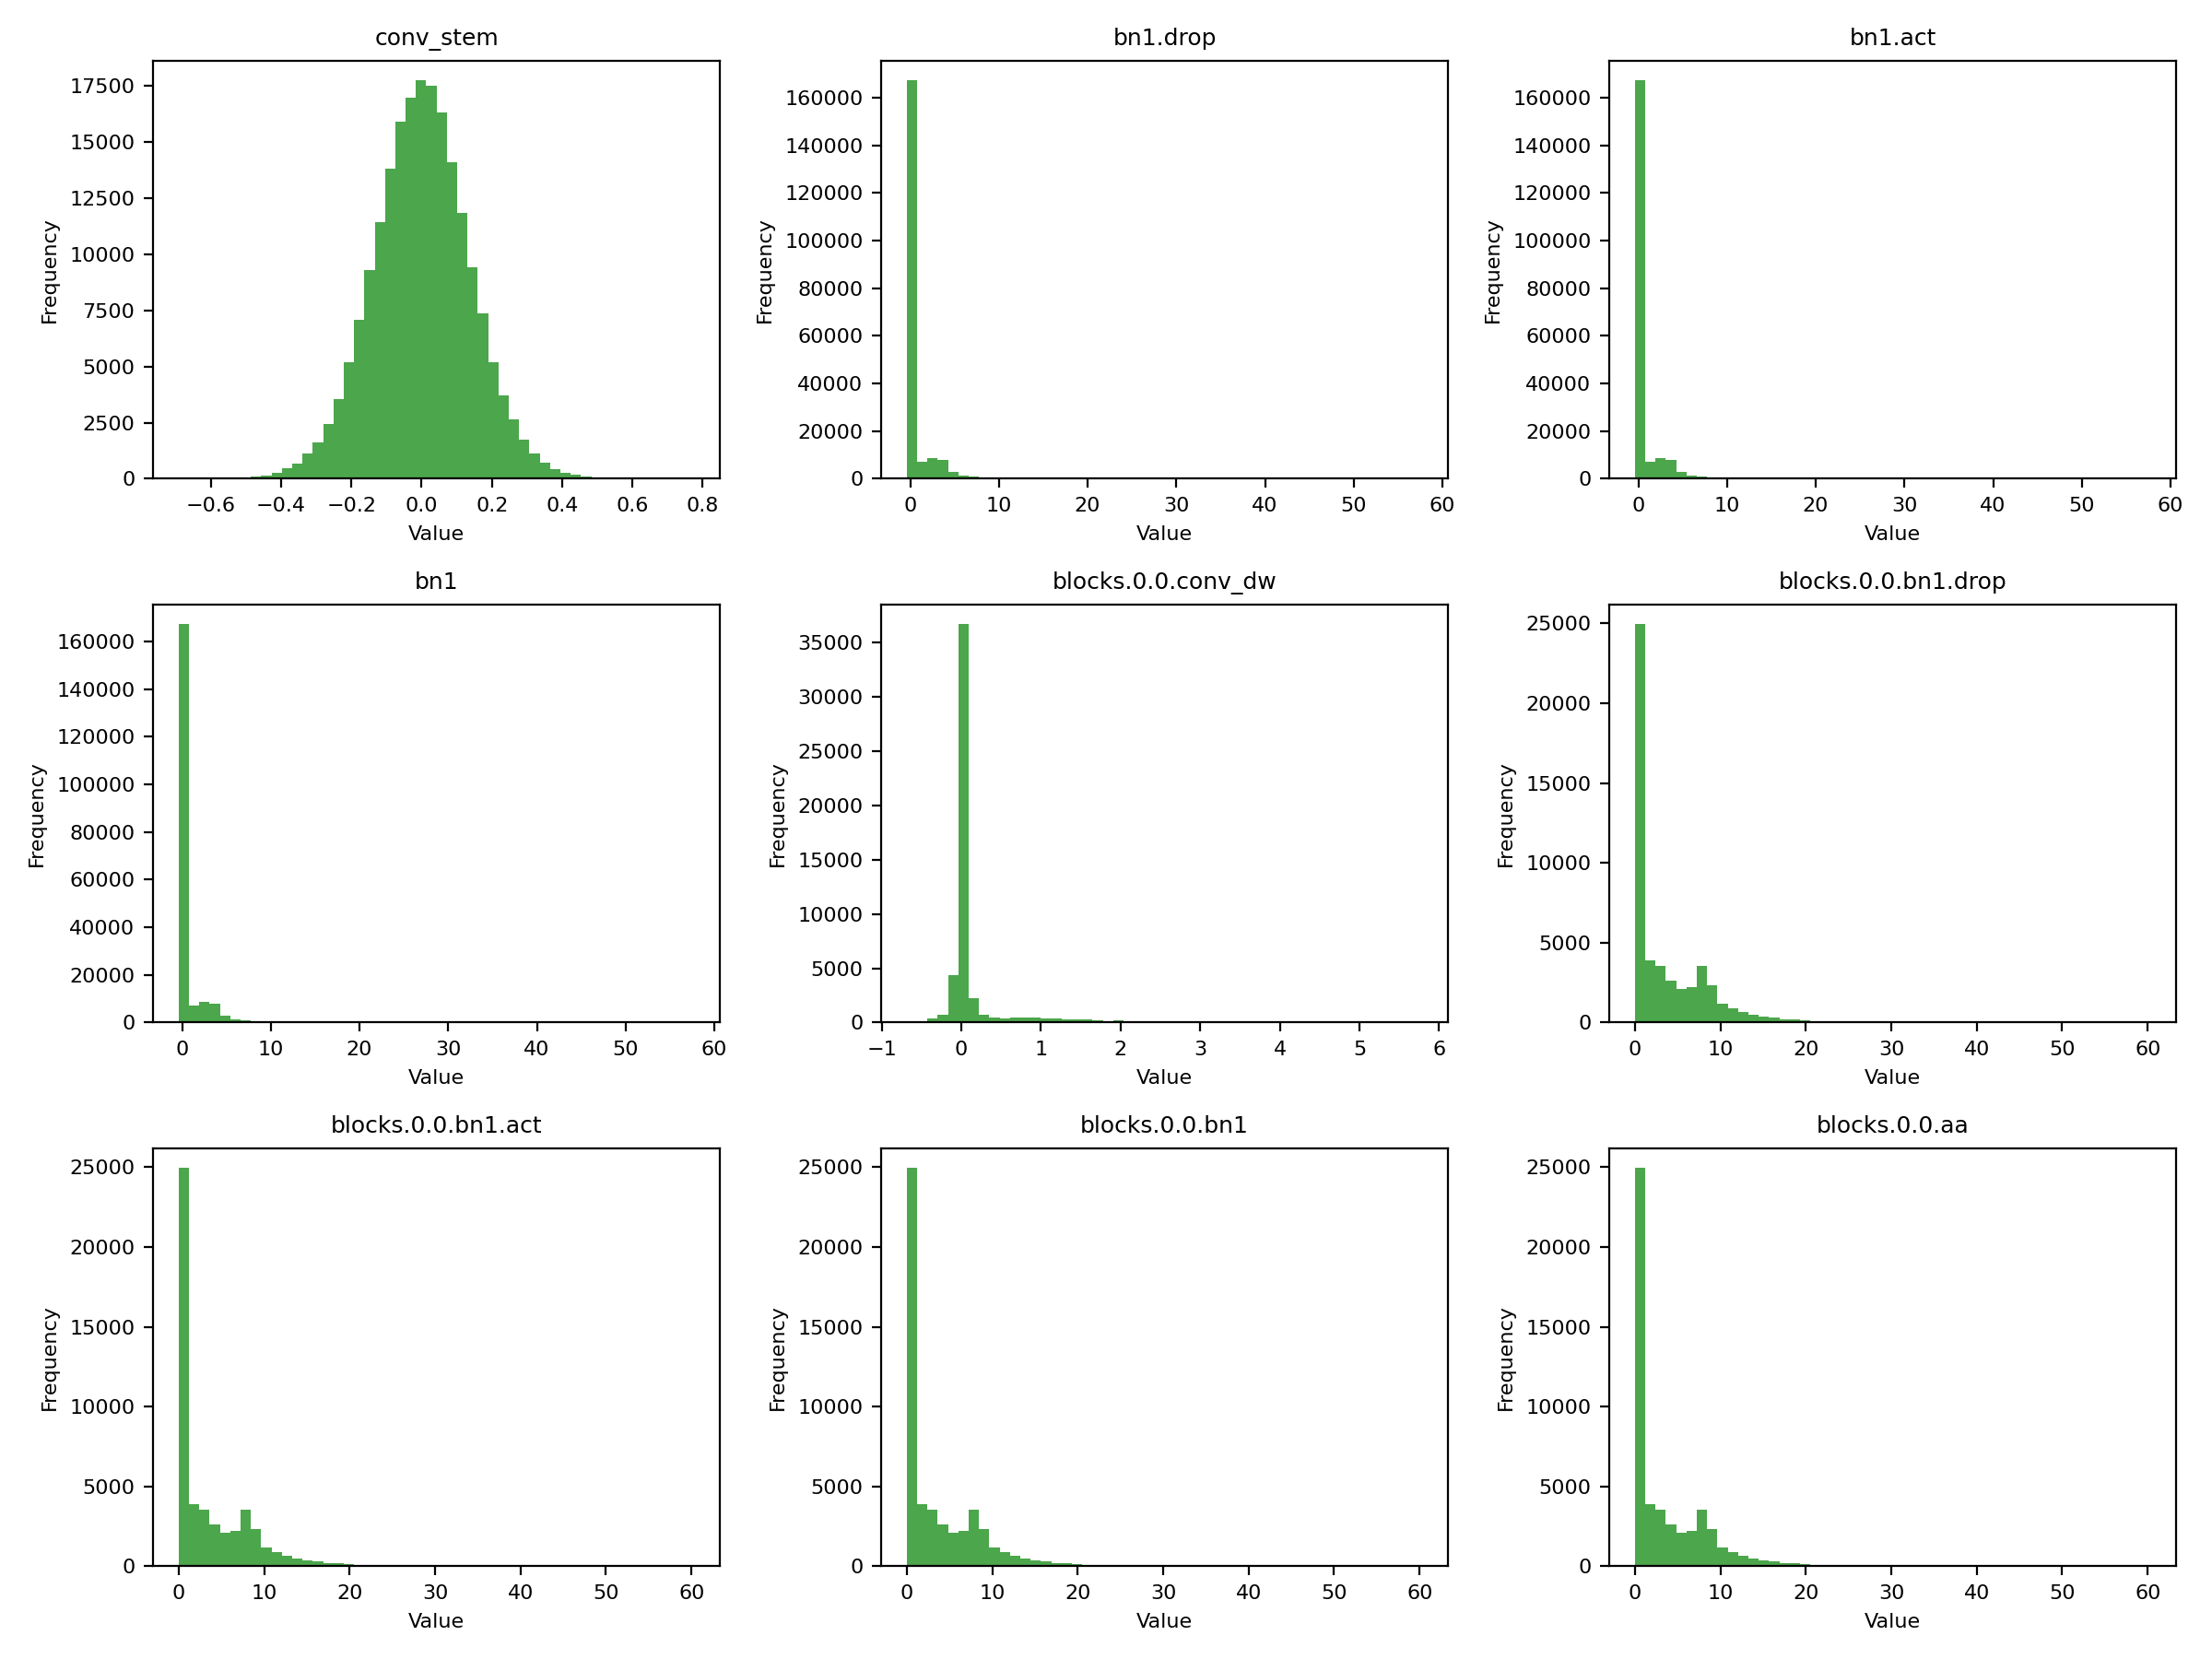 conv_stem
Frequency
17500
15000
12500
10000
7500
5000
2500
0
−0.6 −0.4 −0.2 0.0 0.2 0.4 0.6 0.8
Value
bn1.drop
Frequency
160000
140000
120000
100000
80000
60000
40000
20000
0
0 10 20 30 40 50 60
Value
bn1.act
Frequency
160000
140000
120000
100000
80000
60000
40000
20000
0
0 10 20 30 40 50 60
Value
bn1
Frequency
160000
140000
120000
100000
80000
60000
40000
20000
0
0 10 20 30 40 50 60
Value
blocks.0.0.conv_dw
Frequency
35000
30000
25000
20000
15000
10000
5000
0
−1 0 1 2 3 4 5 6
Value
blocks.0.0.bn1.drop
Frequency
25000
20000
15000
10000
5000
0
0 10 20 30 40 50 60
Value
blocks.0.0.bn1.act
Frequency
25000
20000
15000
10000
5000
0
0 10 20 30 40 50 60
Value
blocks.0.0.bn1
Frequency
25000
20000
15000
10000
5000
0
0 10 20 30 40 50 60
Value
blocks.0.0.aa
Frequency
25000
20000
15000
10000
5000
0
0 10 20 30 40 50 60
Value